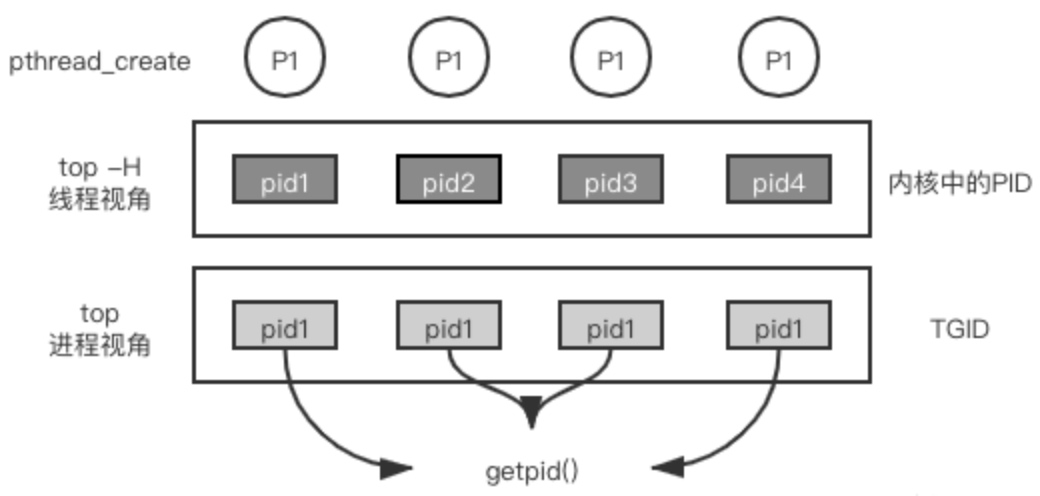 pthread_create P1 P1 P1 P1
top -H
线程视角
pid1 pid2 pid3 pid4
内核中的PID
top
进程视角
pid1 pid1 pid1 pid1
TGID
getpid()